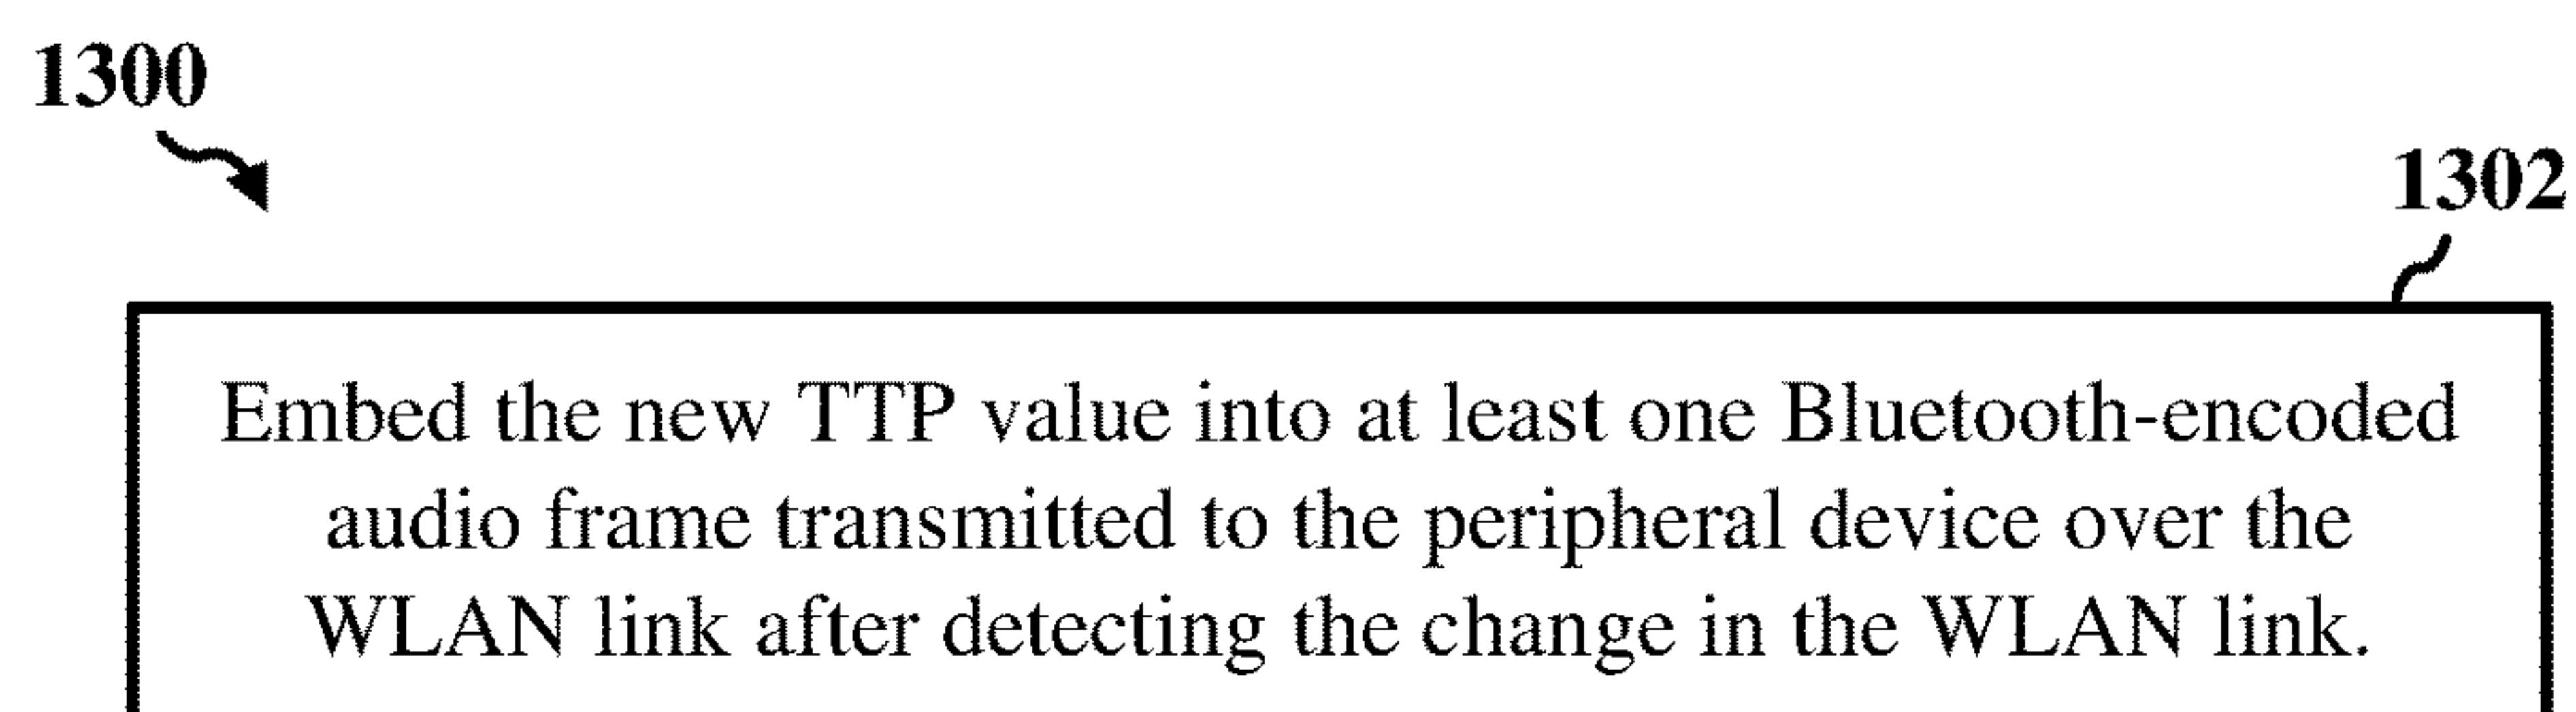 1300
1302
Embed the new TTP value into at least one Bluetooth-encoded
audio frame transmitted to the peripheral device over the
WLAN link after detecting the change in the WLAN link.